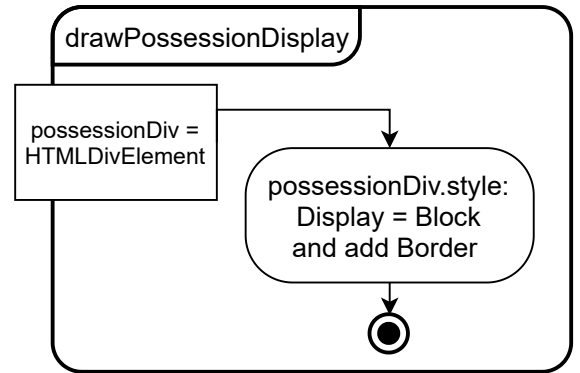 drawPossessionDisplay
possessionDiv =
HTMLDivElement
possessionDiv.style:
Display = Block
and add Border